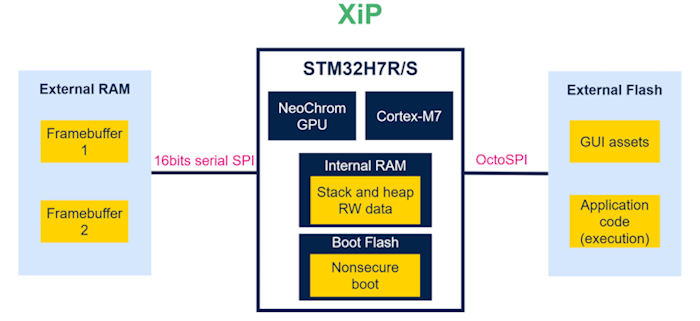 XiP
External RAM
Framebuffer
1
Framebuffer
2
16bits serial SPI
STM32H7R/S
NeoChrom
GPU
Cortex-M7
Internal RAM
Stack and heap
RW data
Boot Flash
Nonsecure
boot
OctoSPI
External Flash
GUI assets
Application
code
(execution)